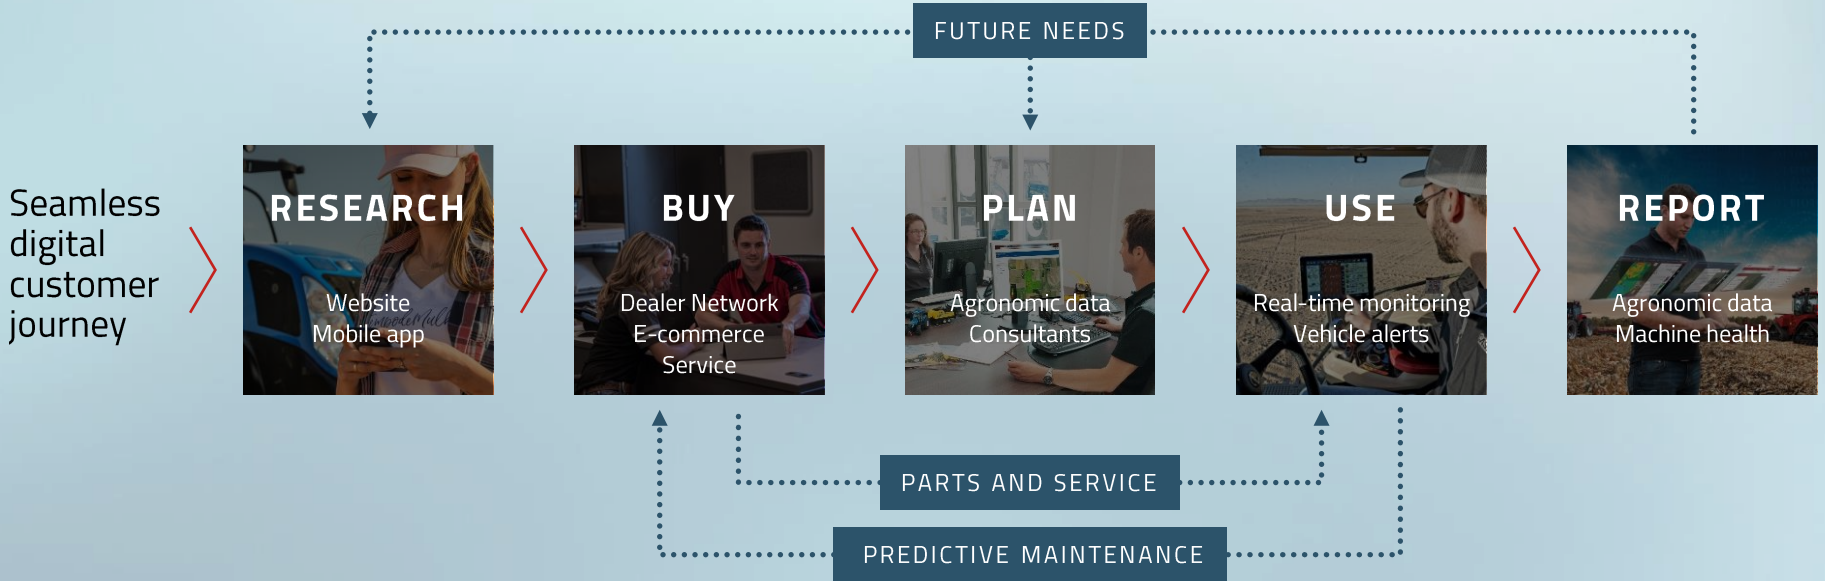 FUTURE NEEDS
Seamless
digital
customer
journey
RESEARCH
Website
Mobile app
BUY
Dealer Network
E-commerce
Service
PLAN
Agronomic data
Consultants
USE
Real-time monitoring
Vehicle alerts
REPORT
Agronomic data
Machine health
PARTS AND SERVICE
PREDICTIVE MAINTENANCE